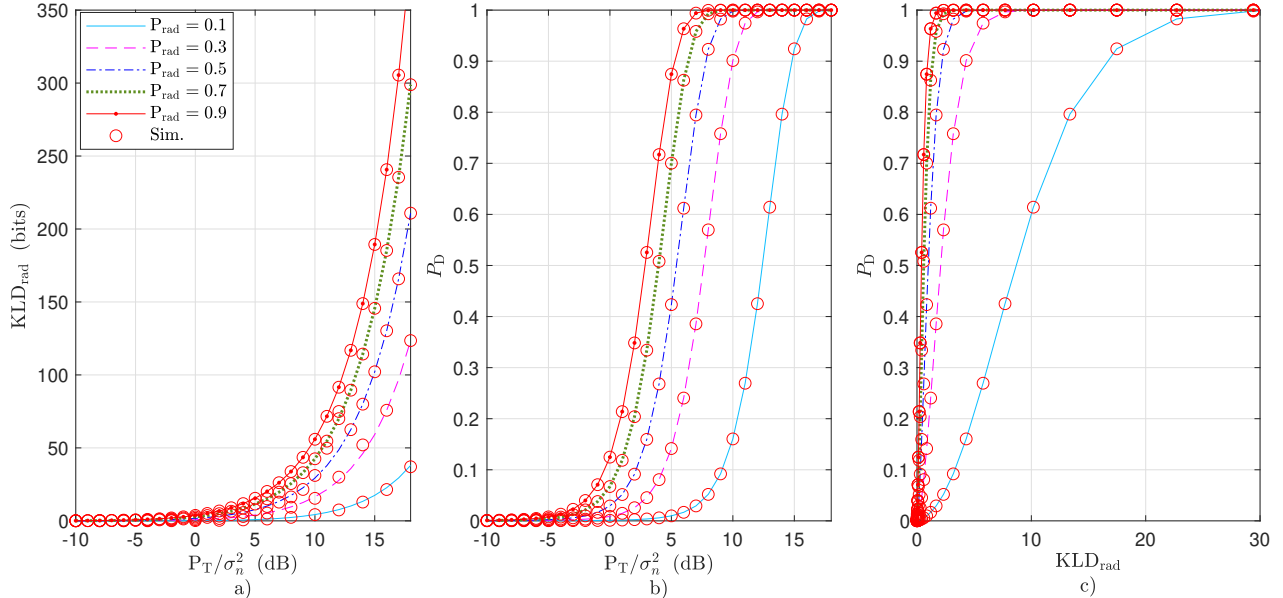 350
300
250
200
150
100
50
0
KLD_rad (bits)
P_rad = 0.1
P_rad = 0.3
P_rad = 0.5
P_rad = 0.7
P_rad = 0.9
Sim.
-10 -5 0 5 10 15
P_T/σ_n^2 (dB)
a)
1
0.9
0.8
0.7
0.6
0.5
0.4
0.3
0.2
0.1
0
P_D
-10 -5 0 5 10 15
P_T/σ_n^2 (dB)
b)
1
0.9
0.8
0.7
0.6
0.5
0.4
0.3
0.2
0.1
0
P_D
0 5 10 15 20 25 30
KLD_rad
c)